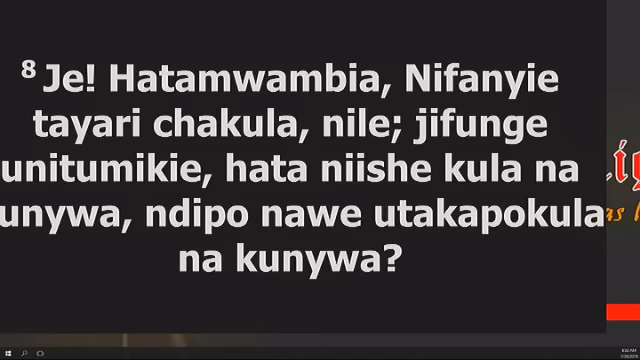 8 Je! Hatamwambia, Nifanyie
tayari chakula, nile; jifunge
unitumikie, hata niishe kula na
unywa, ndipo nawe utakapokula
na kunywa?